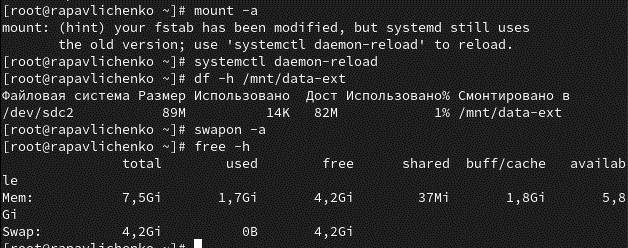 [root@rapavlichenko ~]# mount -a
mount: (hint) your fstab has been modified, but systemd still uses
       the old version; use 'systemctl daemon-reload' to reload.
[root@rapavlichenko ~]# systemctl daemon-reload
[root@rapavlichenko ~]# df -h /mnt/data-ext
Файловая система Размер Использовано  Дост Использовано% Смонтировано в
/dev/sdc2           89M          14K   82M            1% /mnt/data-ext
[root@rapavlichenko ~]# swapon -a
[root@rapavlichenko ~]# free -h
               total        used        free      shared  buff/cache   availab
le
Mem:           7,5Gi       1,7Gi       4,2Gi        37Mi       1,8Gi       5,8
Gi
Swap:          4,2Gi          0B       4,2Gi
[root@rapavlichenko ~]#